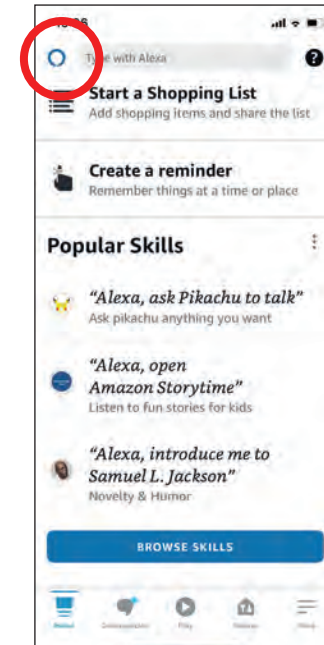 Type with Alexa
Start a Shopping List
Add shopping items and share the list
Create a reminder
Remember things at a time or place
Popular Skills
“Alexa, ask Pikachu to talk”
Ask pikachu anything you want
“Alexa, open
Amazon Storytime”
Listen to fun stories for kids
“Alexa, introduce me to
Samuel L. Jackson”
Novelty & Humor
BROWSE SKILLS
Play